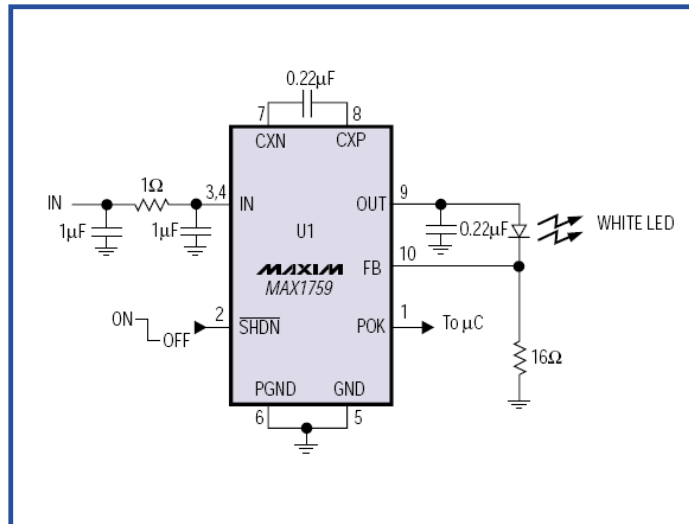 0.22µF
7
8
CXN
CXP
IN
1Ω
3,4
IN
OUT
9
1µF
1µF
U1
0.22µF
WHITE LED
MAXIM
MAX1759
FB
10
ON
OFF
2
SHDN
POK
1
To µC
16Ω
PGND
GND
6
5